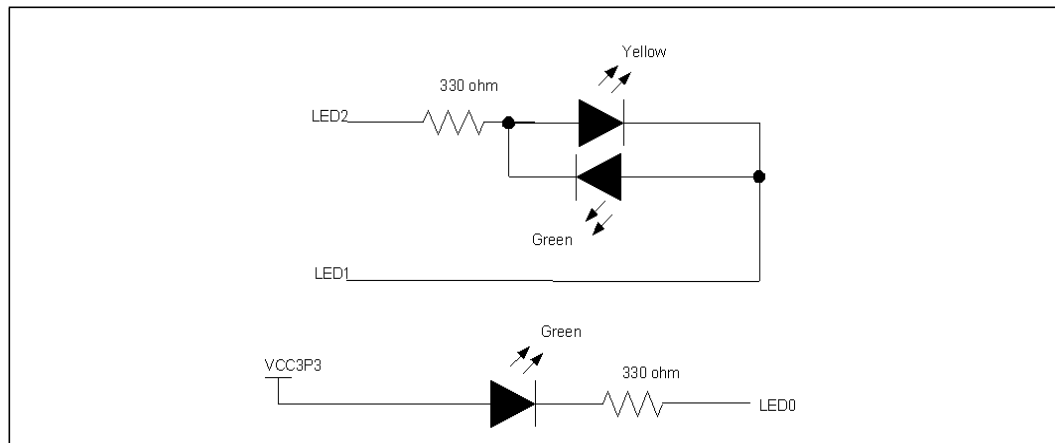 Yellow
330 ohm
LED2
Green
LED1
Green
VCC3P3
330 ohm
LED0